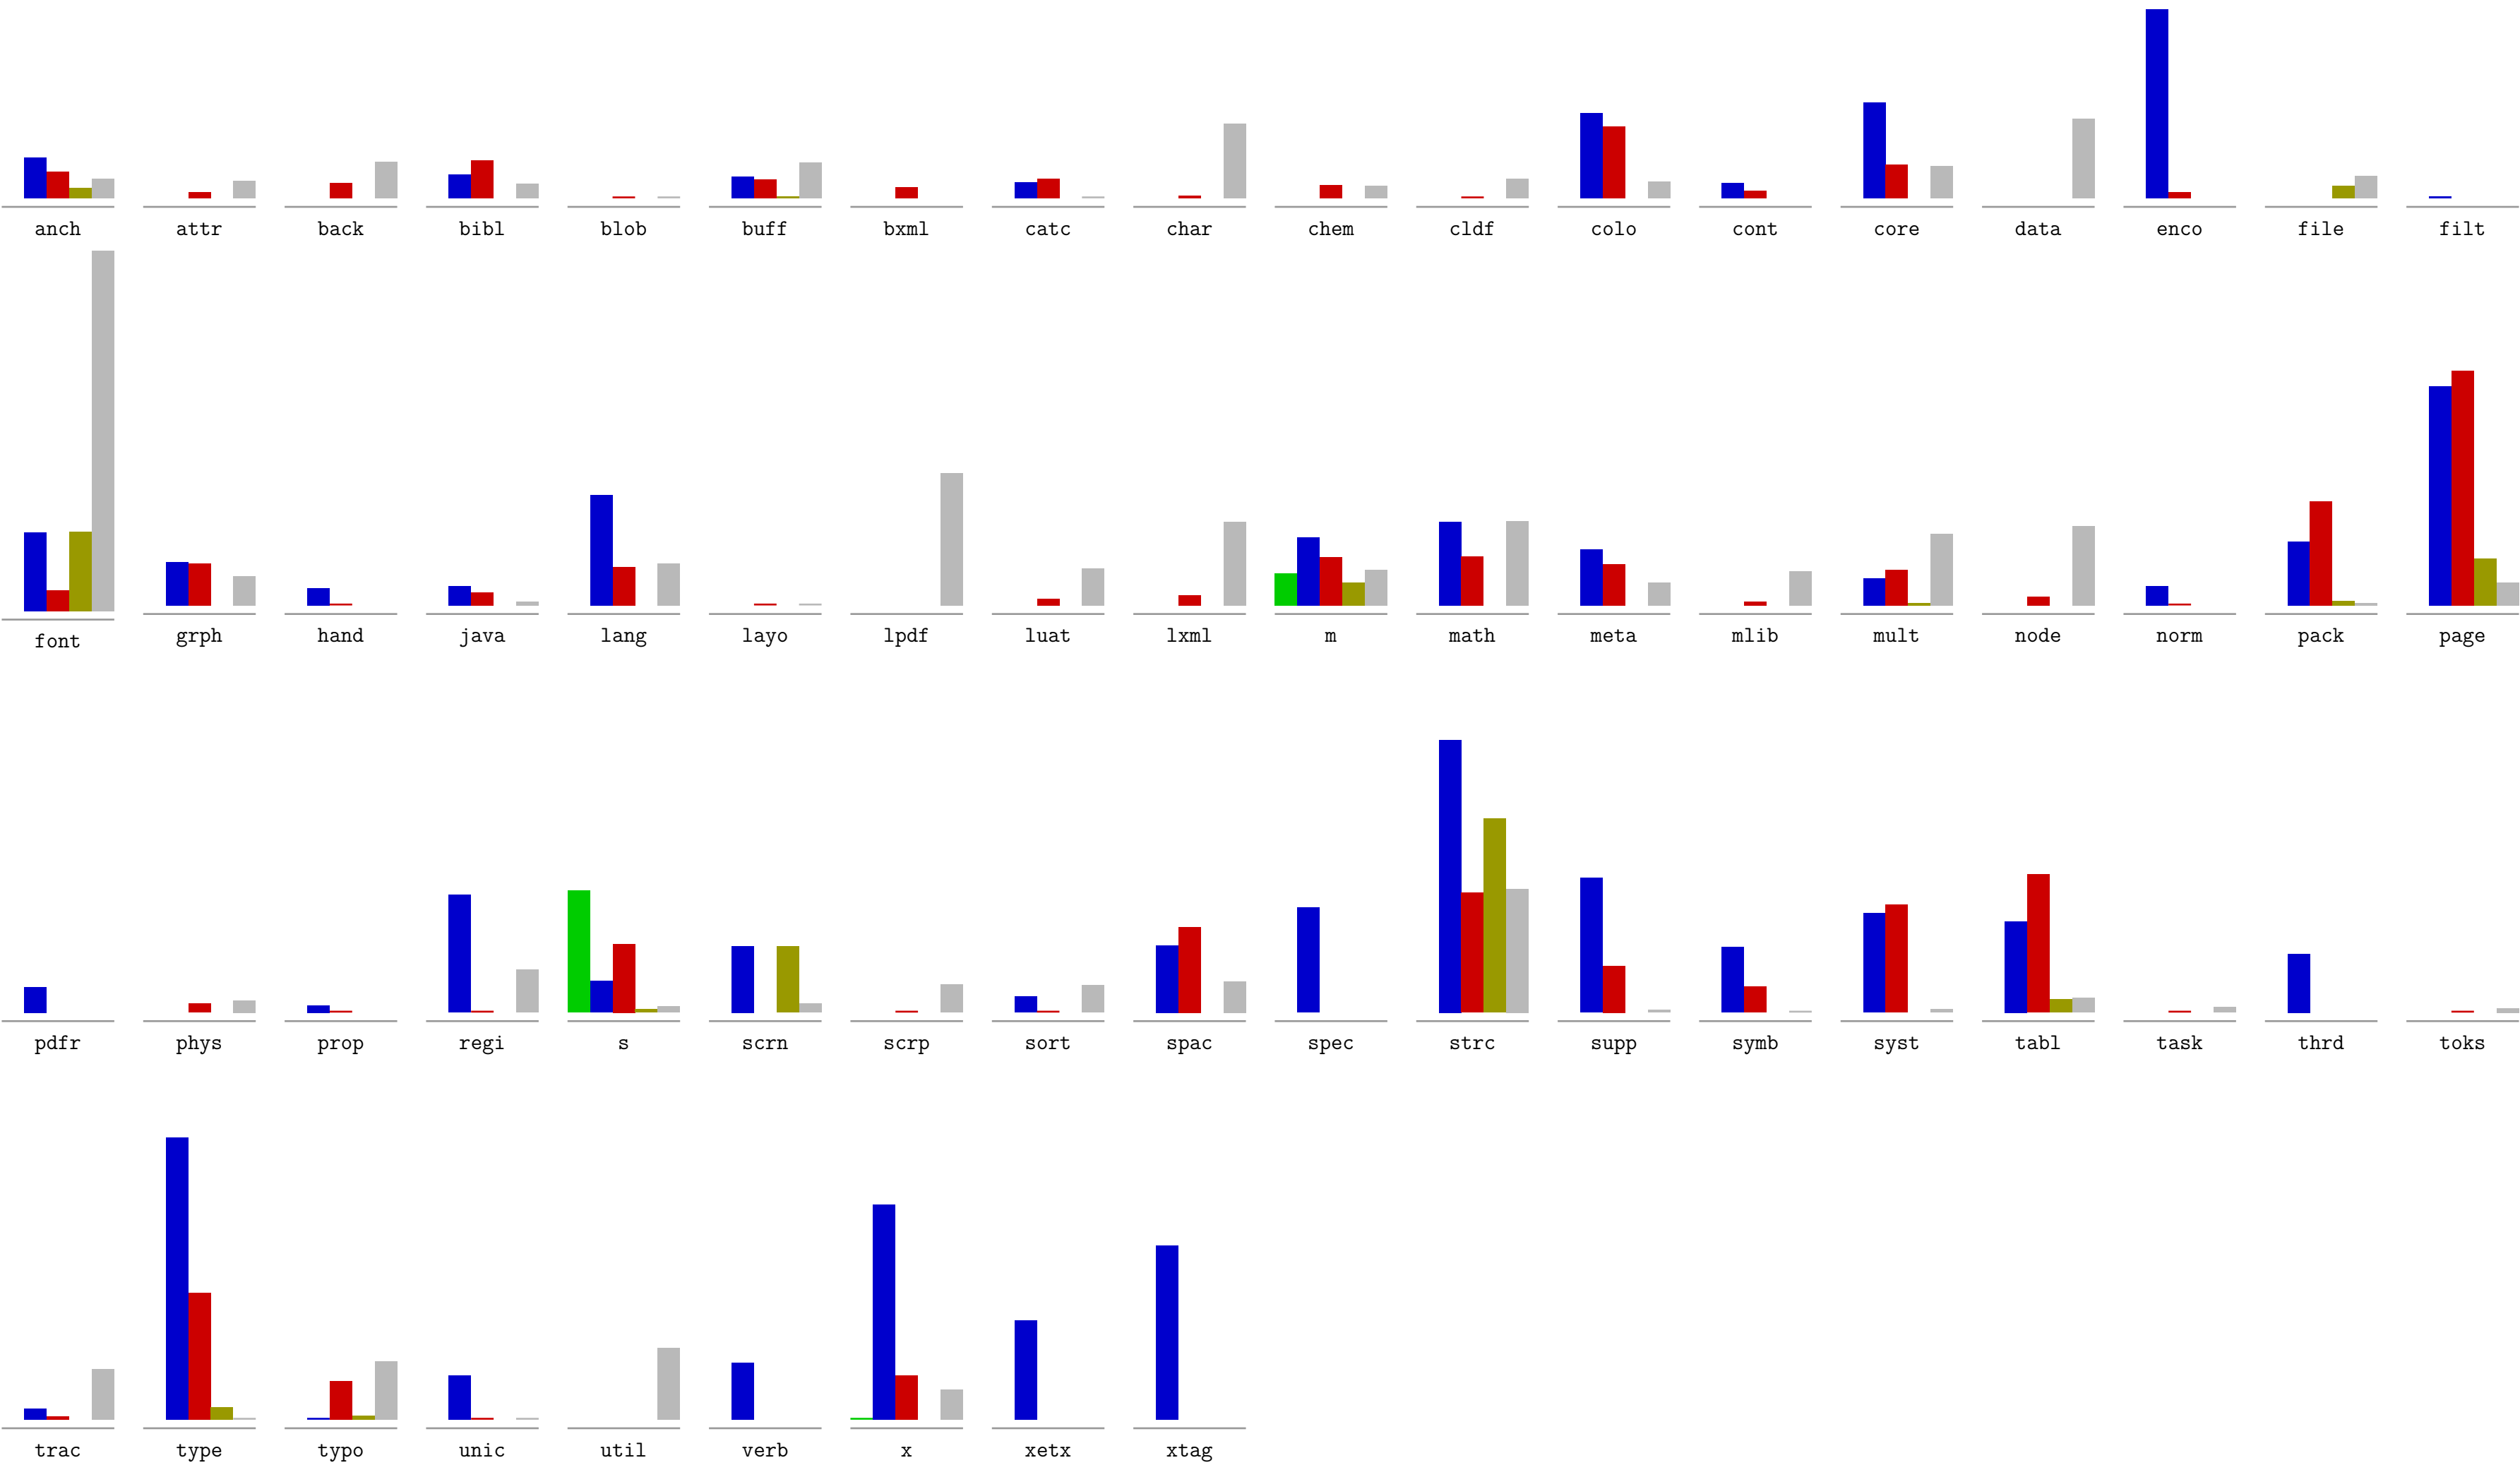 anch attr back bibl blob buff bxml catc char chem cldf colo cont core data enco file filt
font grph hand java lang layo lpdf luat lxml m math meta mlib mult node norm pack page
pdfr phys prop regi s scrn scrp sort spac spec strc supp symb syst tabl task thrd toks
trac type typo unic util verb x xetx xtag